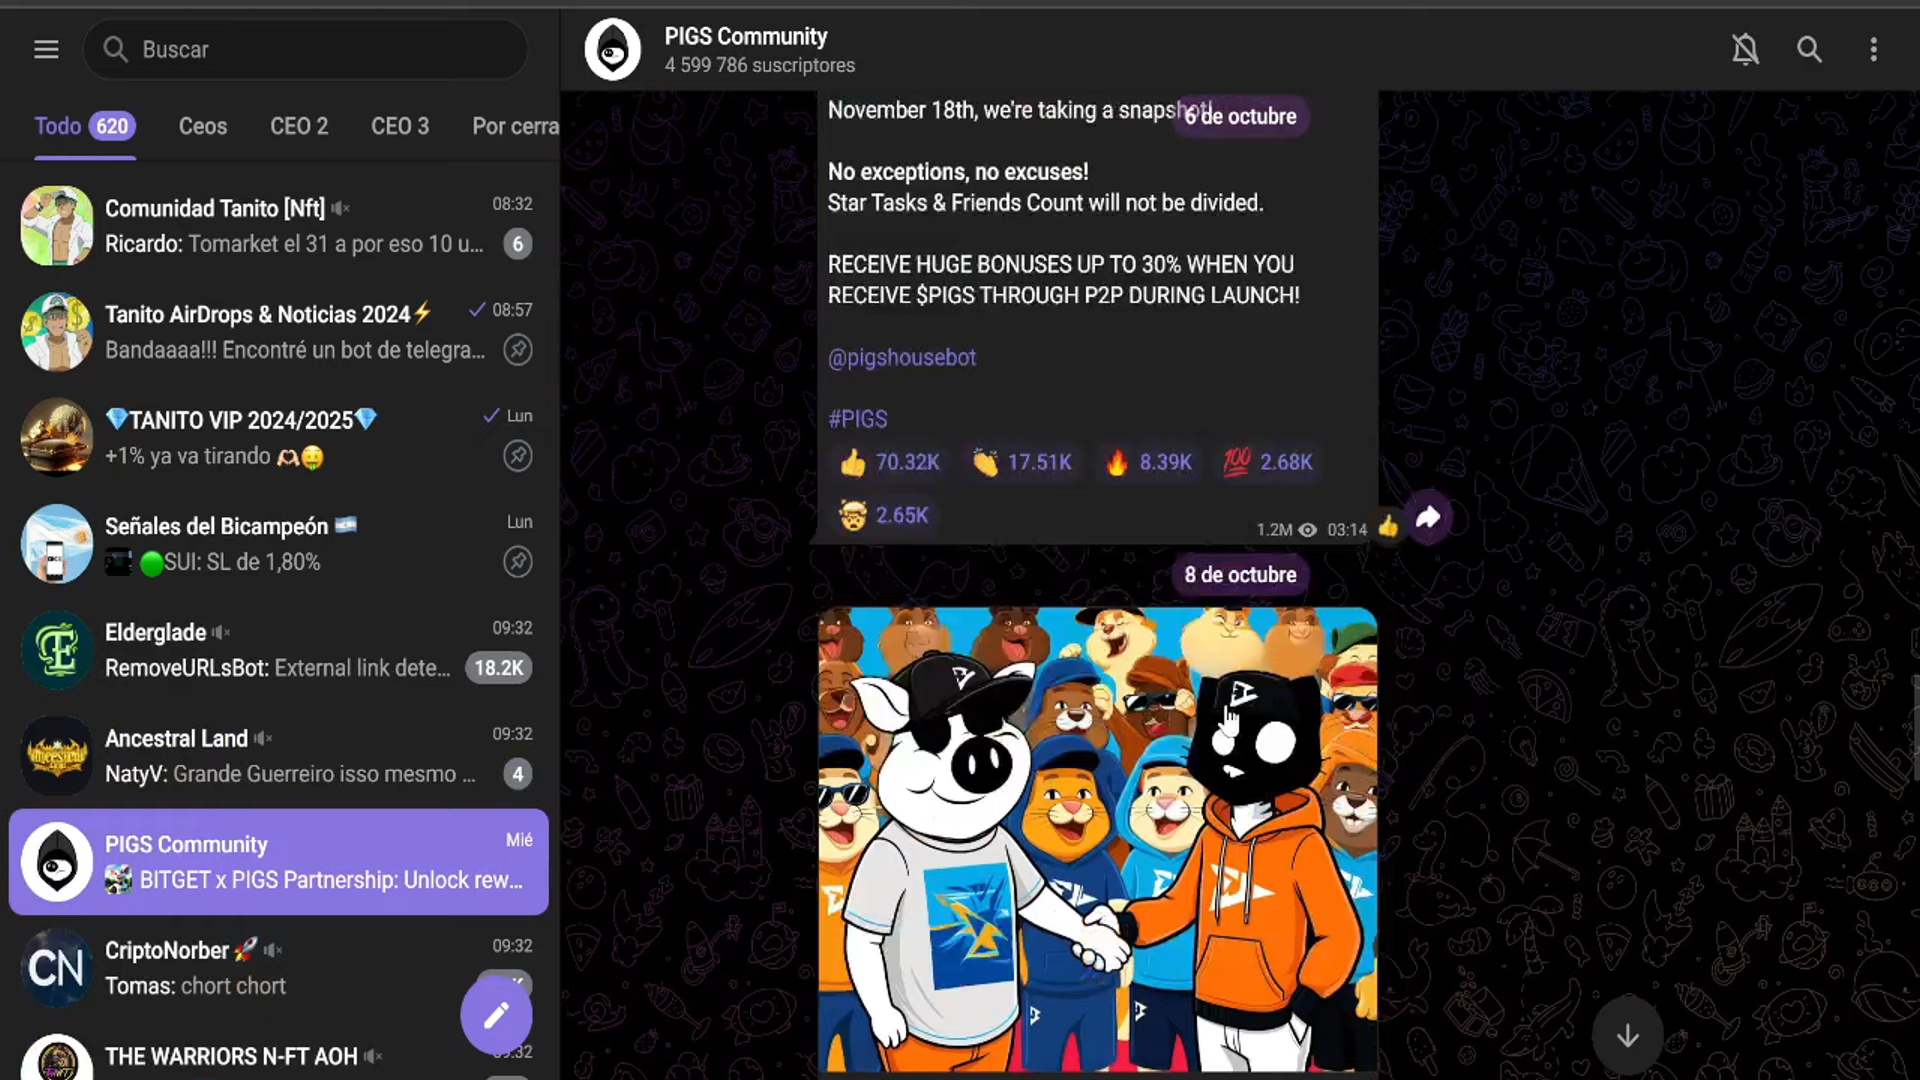 Buscar
Todo 620
Ceos
CEO 2
CEO 3
Por cerra
Comunidad Tanito [Nft]
08:32
Ricardo: Tomarket el 31 a por eso 10 u...
6
Tanito AirDrops & Noticias 2024⚡
08:57
Bandaaaa!!! Encontré un bot de telegra...
💎TANITO VIP 2024/2025💎
Lun
+1% ya va tirando
Señales del Bicampeón 🇦🇷
Lun
🟢SUI: SL de 1,80%
Elderglade
09:32
RemoveURLsBot: External link dete...
18.2K
Ancestral Land
09:32
NatyV: Grande Guerreiro isso mesmo ...
4
PIGS Community
Mié
BITGET x PIGS Partnership: Unlock rew...
CN
CriptoNorber 🚀
09:32
Tomas: chort chort
THE WARRIORS N-FT AOH
PIGS Community
4 599 786 suscriptores
November 18th, we're taking a snapshot!
6 de octubre
No exceptions, no excuses!
Star Tasks & Friends Count will not be divided.
RECEIVE HUGE BONUSES UP TO 30% WHEN YOU
RECEIVE $PIGS THROUGH P2P DURING LAUNCH!
@pigshousebot
#PIGS
👍 70.32K 👏 17.51K 🔥 8.39K 💯 2.68K
🤯 2.65K
1.2M 03:14
8 de octubre